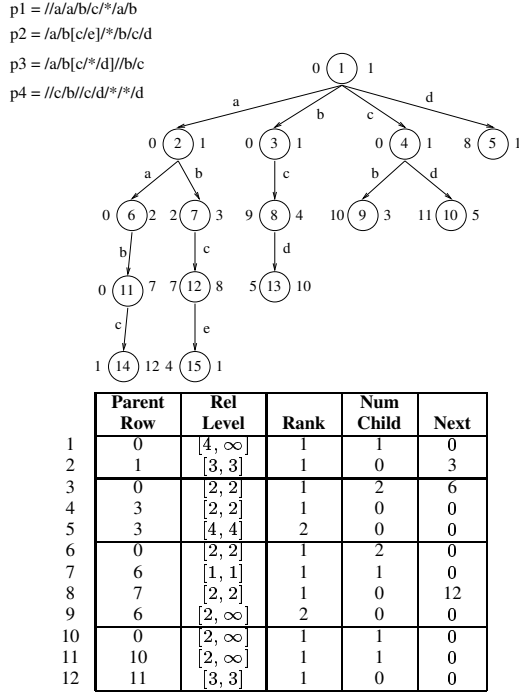 p1 = //a/a/b/c/*/a/b
p2 = /a/b[c/e]/*/b/c/d
p3 = /a/b[c/*/d]//b/c
p4 = //c/b//c/d/*/*/d
0 1 1
a b c d
0 2 1 0 3 1 0 4 1 8 5 1
a b c b d
0 6 2 2 7 3 9 8 4 10 9 3 11 10 5
b c d
0 11 7 7 12 8 5 13 10
c e
1 14 12 4 15 1
Parent Rel Num
Row Level Rank Child Next
1 0 [4, ∞] 1 1 0
2 1 [3, 3] 1 0 3
3 0 [2, 2] 1 2 6
4 3 [2, 2] 1 0 0
5 3 [4, 4] 2 0 0
6 0 [2, 2] 1 2 0
7 6 [1, 1] 1 1 0
8 7 [2, 2] 1 0 12
9 6 [2, ∞] 2 0 0
10 0 [2, ∞] 1 1 0
11 10 [2, ∞] 1 1 0
12 11 [3, 3] 1 0 0